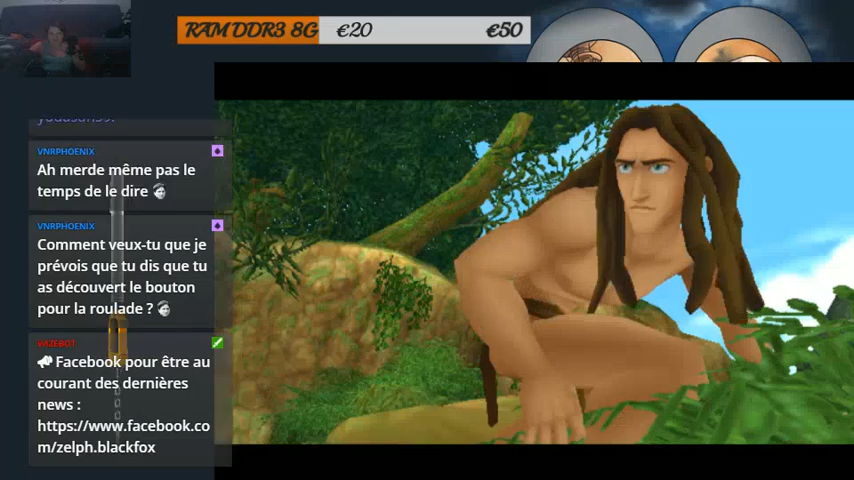 RAM DDR3 8G €20 €50
VNRPHOENIX
Ah merde même pas le
temps de le dire
VNRPHOENIX
Comment veux-tu que je
prévois que tu dis que tu
as découvert le bouton
pour la roulade ?
WIZEBOT
Facebook pour être au
courant des dernières
news :
https://www.facebook.co
m/zelph.blackfox